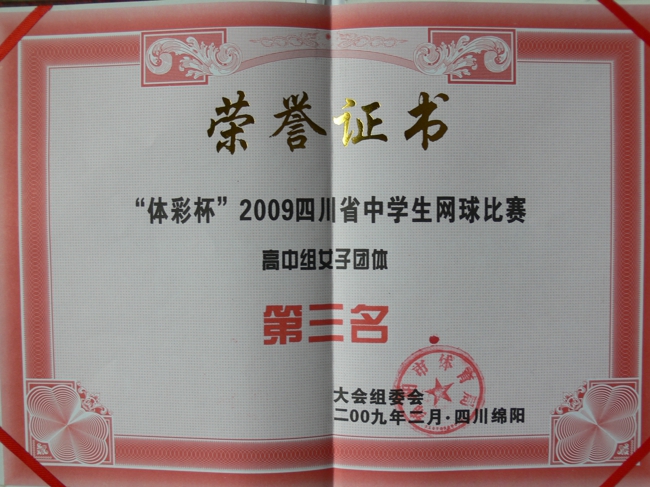 荣誉证书
“体彩杯”2009四川省中学生网球比赛
高中组女子团体
第三名
大会组委会
二00九年二月·四川绵阳